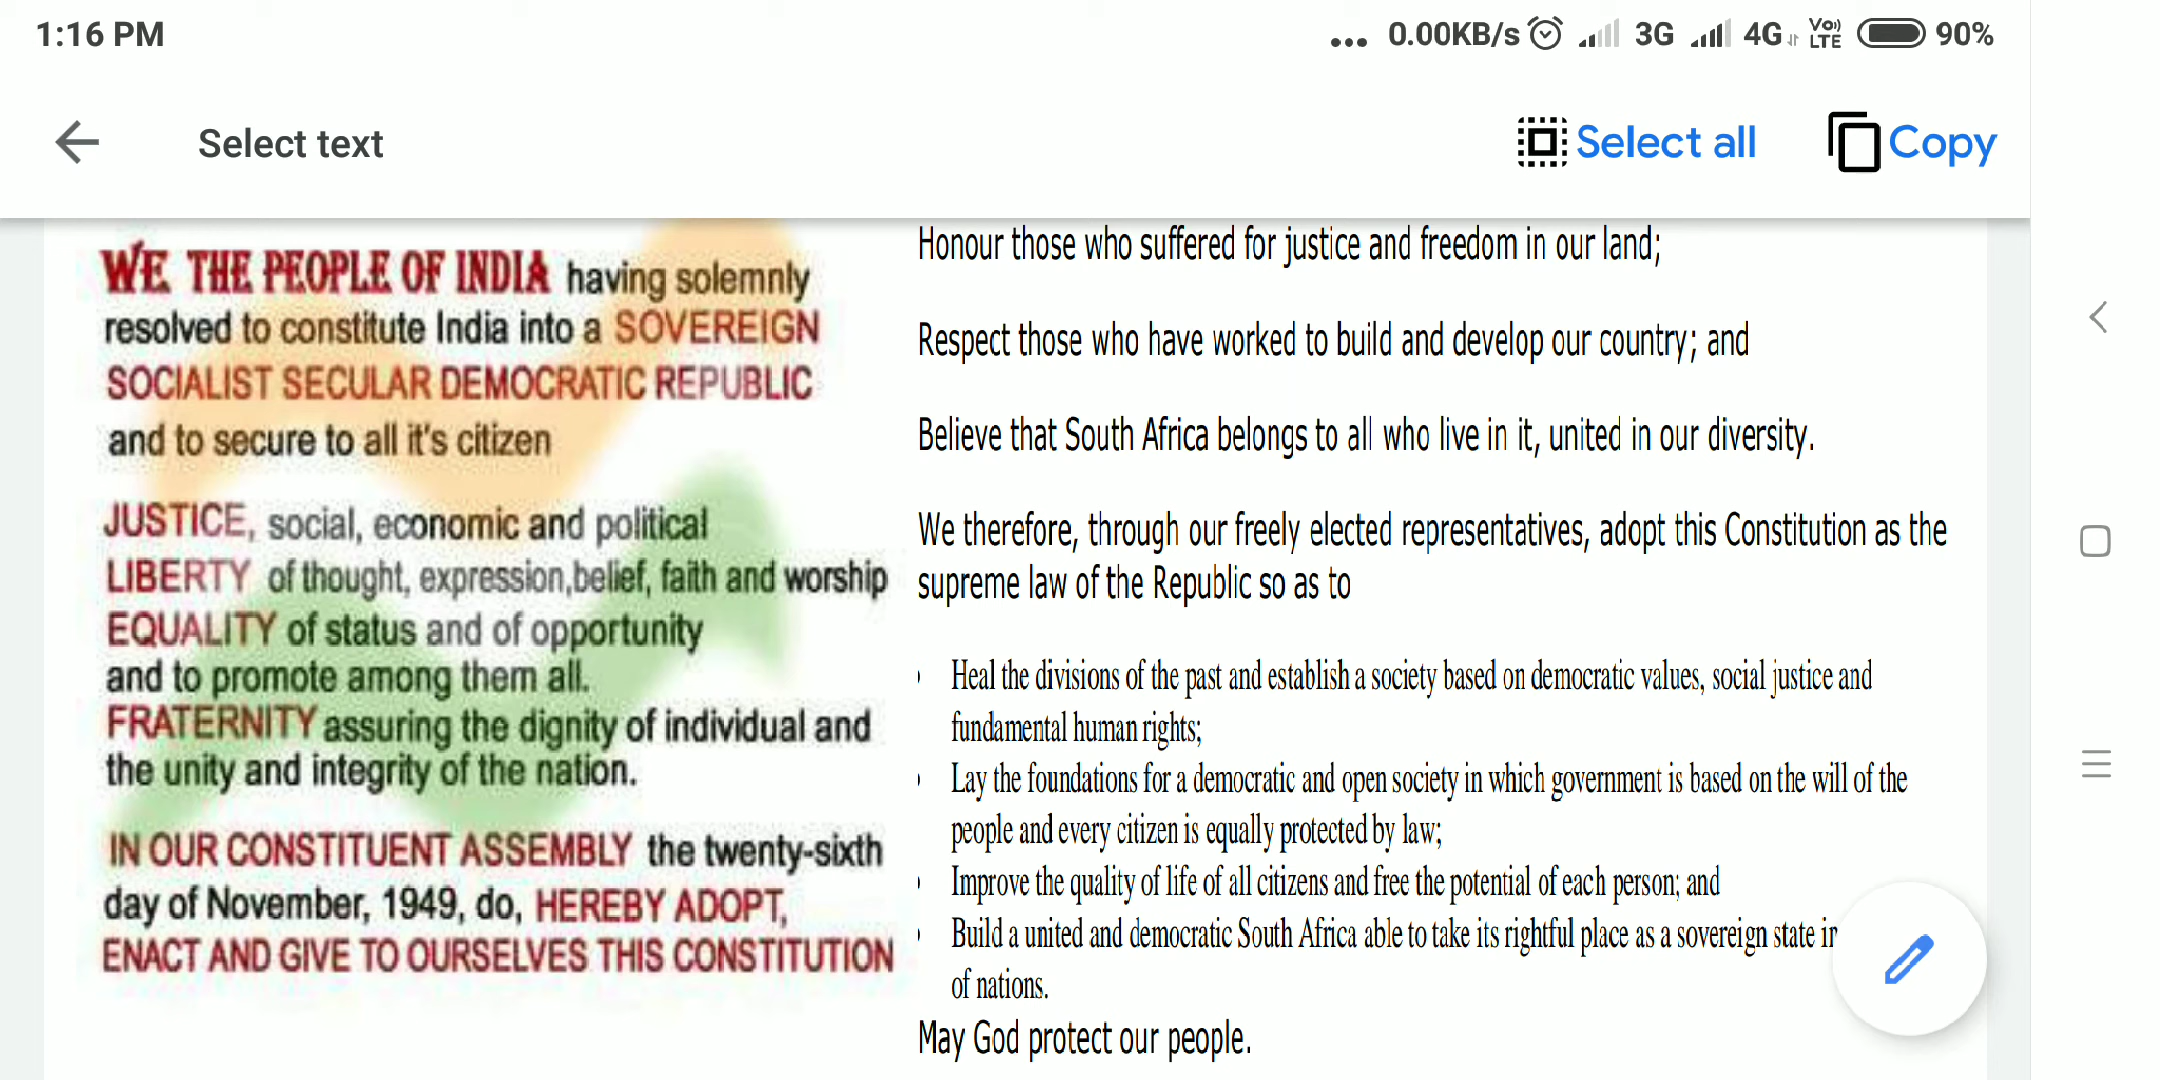 1:16 PM
... 0.00KB/s 3G 4G Vo) LTE 90%
Select text
Select all
Copy
WE THE PEOPLE OF INDIA having solemnly
resolved to constitute India into a SOVEREIGN
SOCIALIST SECULAR DEMOCRATIC REPUBLIC
and to secure to all it's citizen
JUSTICE, social, economic and political
LIBERTY of thought, expression,belief, faith and worship
EQUALITY of status and of opportunity
and to promote among them all.
FRATERNITY assuring the dignity of individual and
the unity and integrity of the nation.
IN OUR CONSTITUENT ASSEMBLY the twenty-sixth
day of November, 1949, do, HEREBY ADOPT,
ENACT AND GIVE TO OURSELVES THIS CONSTITUTION
Honour those who suffered for justice and freedom in our land;
Respect those who have worked to build and develop our country; and
Believe that South Africa belongs to all who live in it, united in our diversity.
We therefore, through our freely elected representatives, adopt this Constitution as the
supreme law of the Republic so as to
Heal the divisions of the past and establish a society based on democratic values, social justice and
fundamental human rights;
Lay the foundations for a democratic and open society in which government is based on the will of the
people and every citizen is equally protected by law;
Improve the quality of life of all citizens and free the potential of each person; and
Build a united and democratic South Africa able to take its rightful place as a sovereign state
of nations.
May God protect our people.